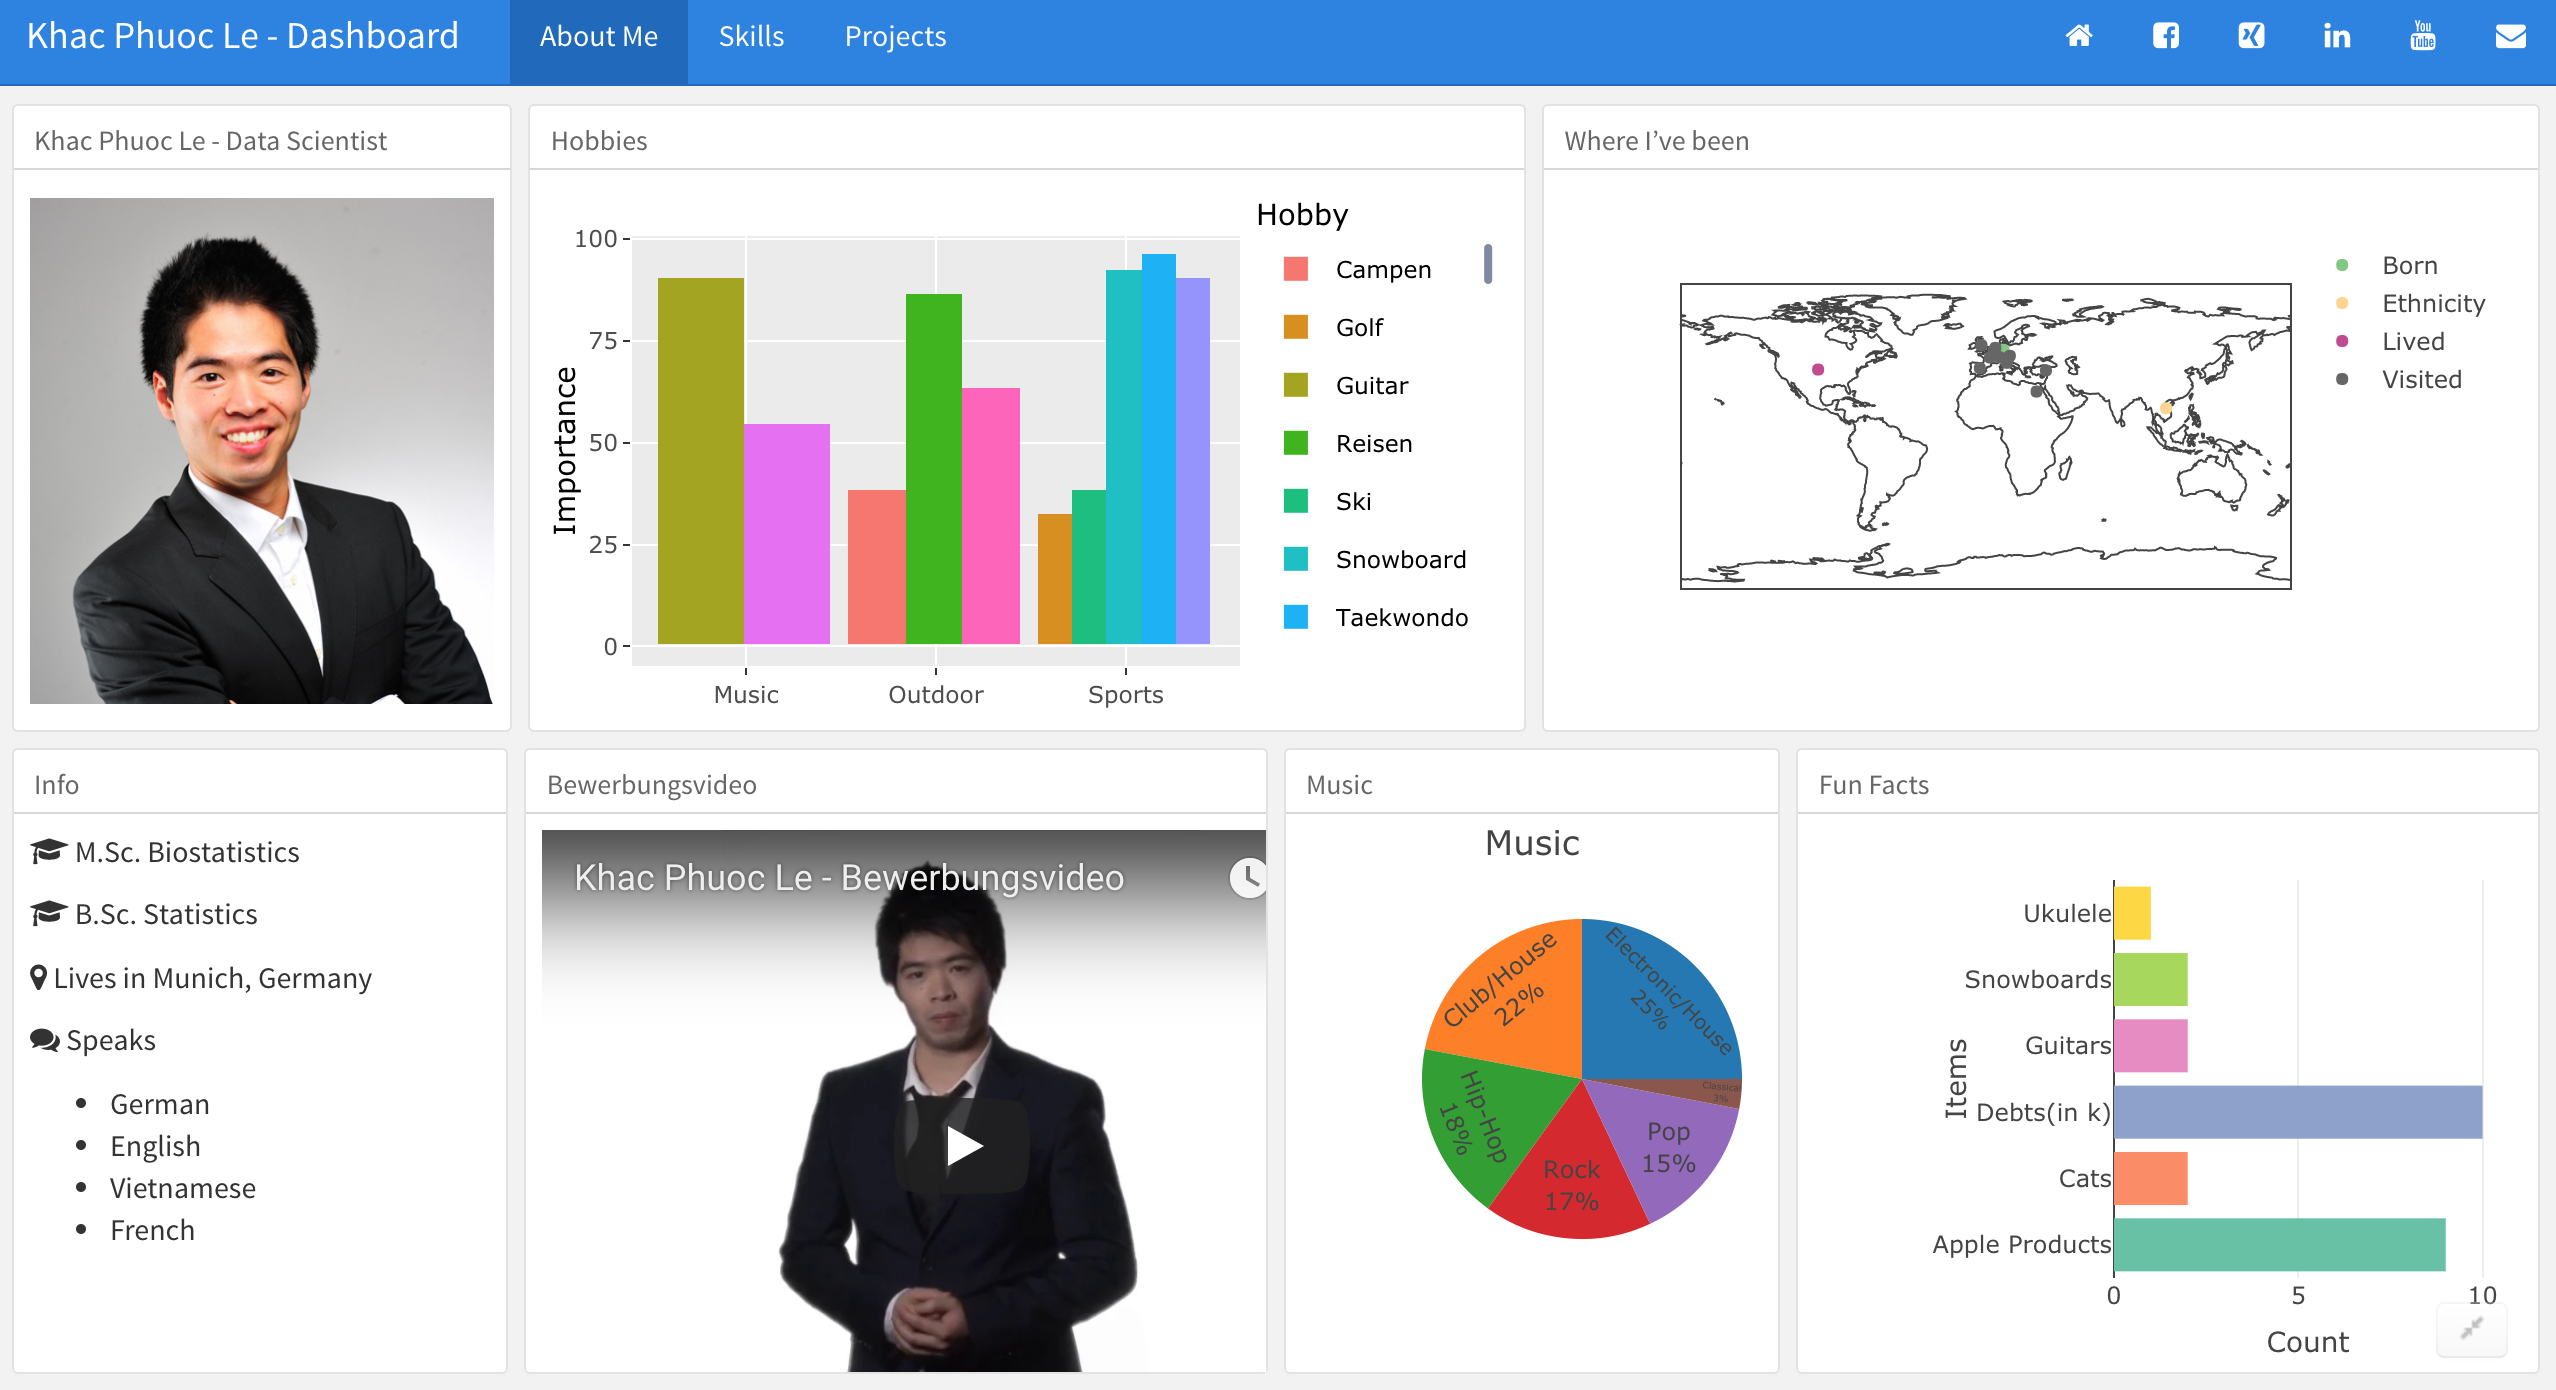 Khac Phuoc Le - Dashboard
About Me
Skills
Projects
You
Tube
Khac Phuoc Le - Data Scientist
Hobbies
Hobby
100
75
50
25
0
Importance
Music
Outdoor
Sports
Campen
Golf
Guitar
Reisen
Ski
Snowboard
Taekwondo
Where I’ve been
Born
Ethnicity
Lived
Visited
Info
M.Sc. Biostatistics
B.Sc. Statistics
Lives in Munich, Germany
Speaks
German
English
Vietnamese
French
Bewerbungsvideo
Khac Phuoc Le - Bewerbungsvideo
Music
Music
Club/House
22%
Electronic/House
25%
Hip-Hop
18%
Rock
17%
Pop
15%
Classical
3%
Fun Facts
Items
Ukulele
Snowboards
Guitars
Debts(in k)
Cats
Apple Products
0
5
10
Count